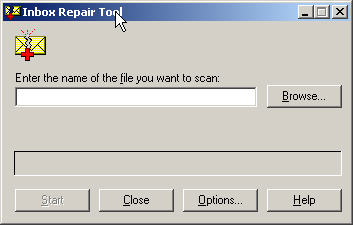 Inbox Repair Tool
Enter the name of the file you want to scan:
Browse...
Start
Close
Options...
Help